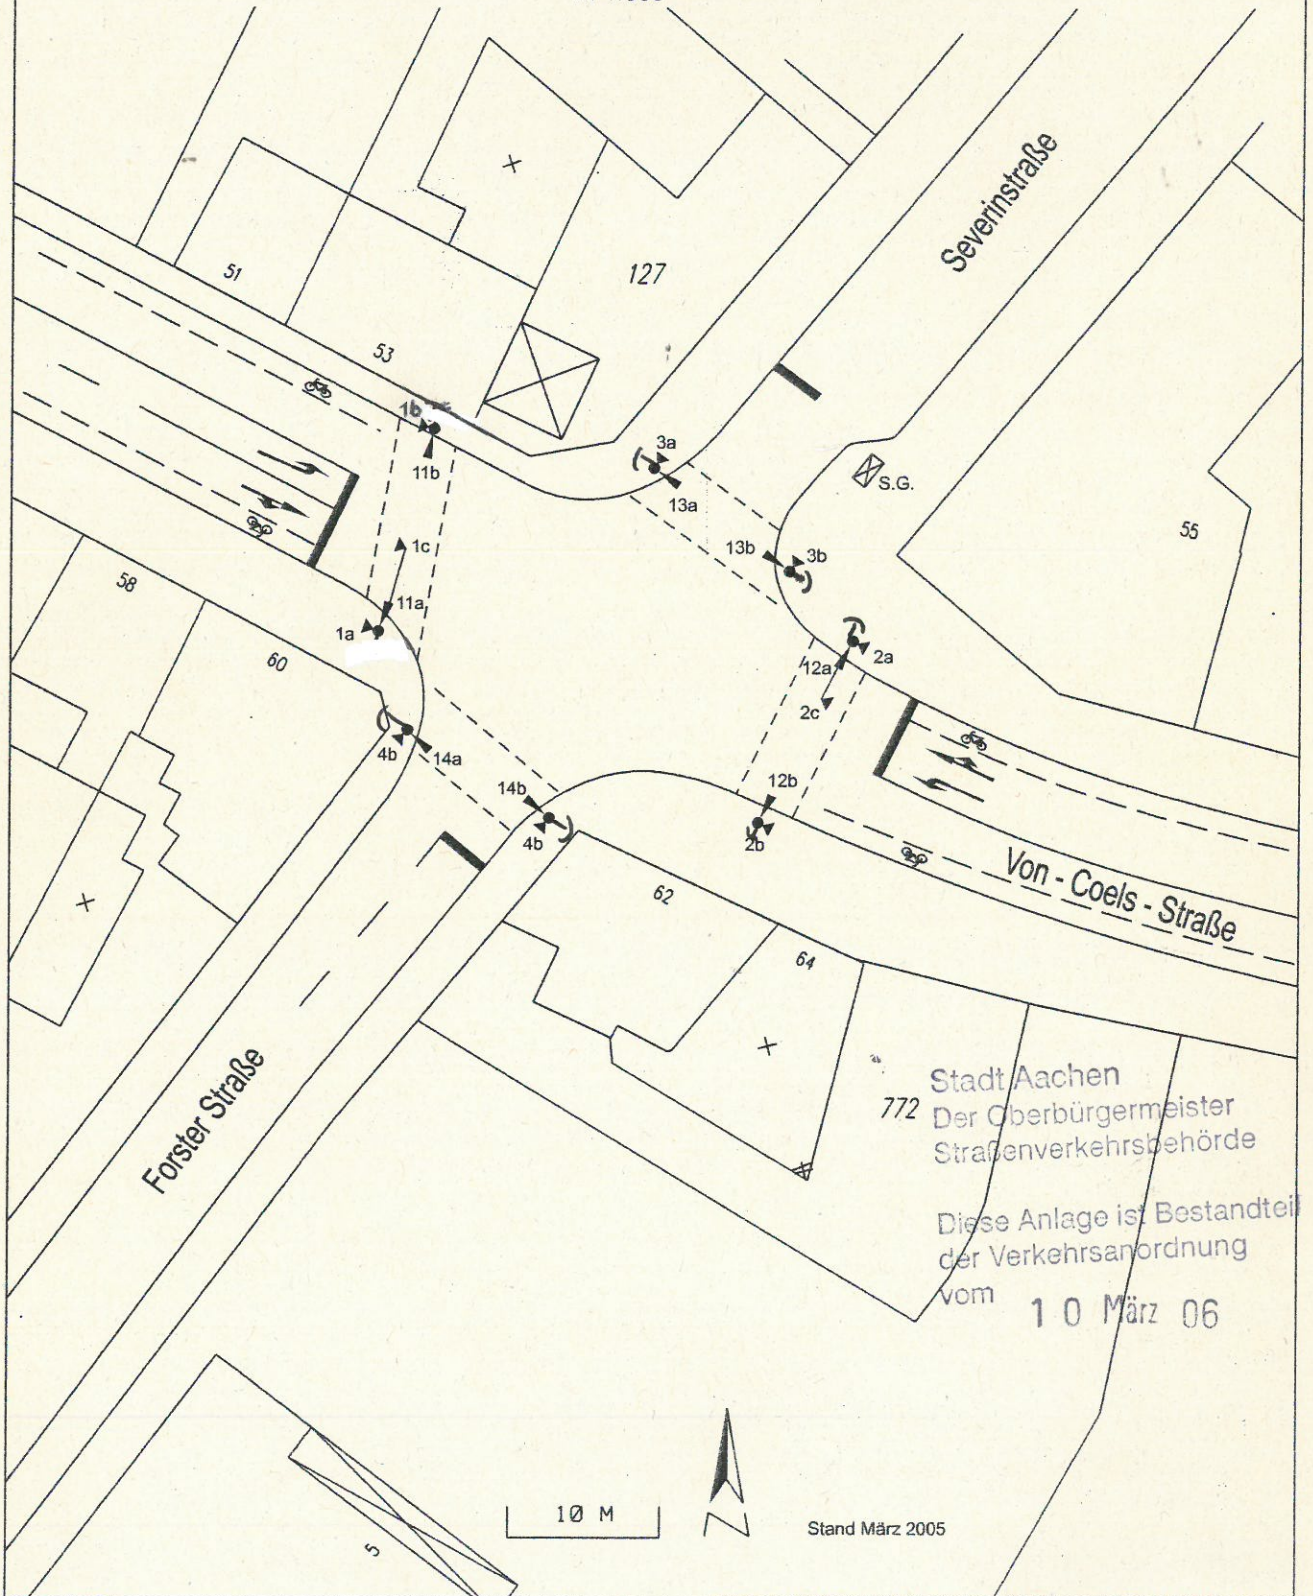 Severinstraße
127
51
53
1b
11b
3a
13a
S.G.
55
13b
3b
1c
11a
1a
58
60
12a
2a
2c
4b
14a
14b
4b
12b
2b
62
64
Von - Coels - Straße
Forster Straße
772
Stadt Aachen
Der Oberbürgermeister
Straßenverkehrsbehörde
Diese Anlage ist Bestandteil
der Verkehrsanordnung
vom
10 März 06
10 M
N
Stand März 2005
5